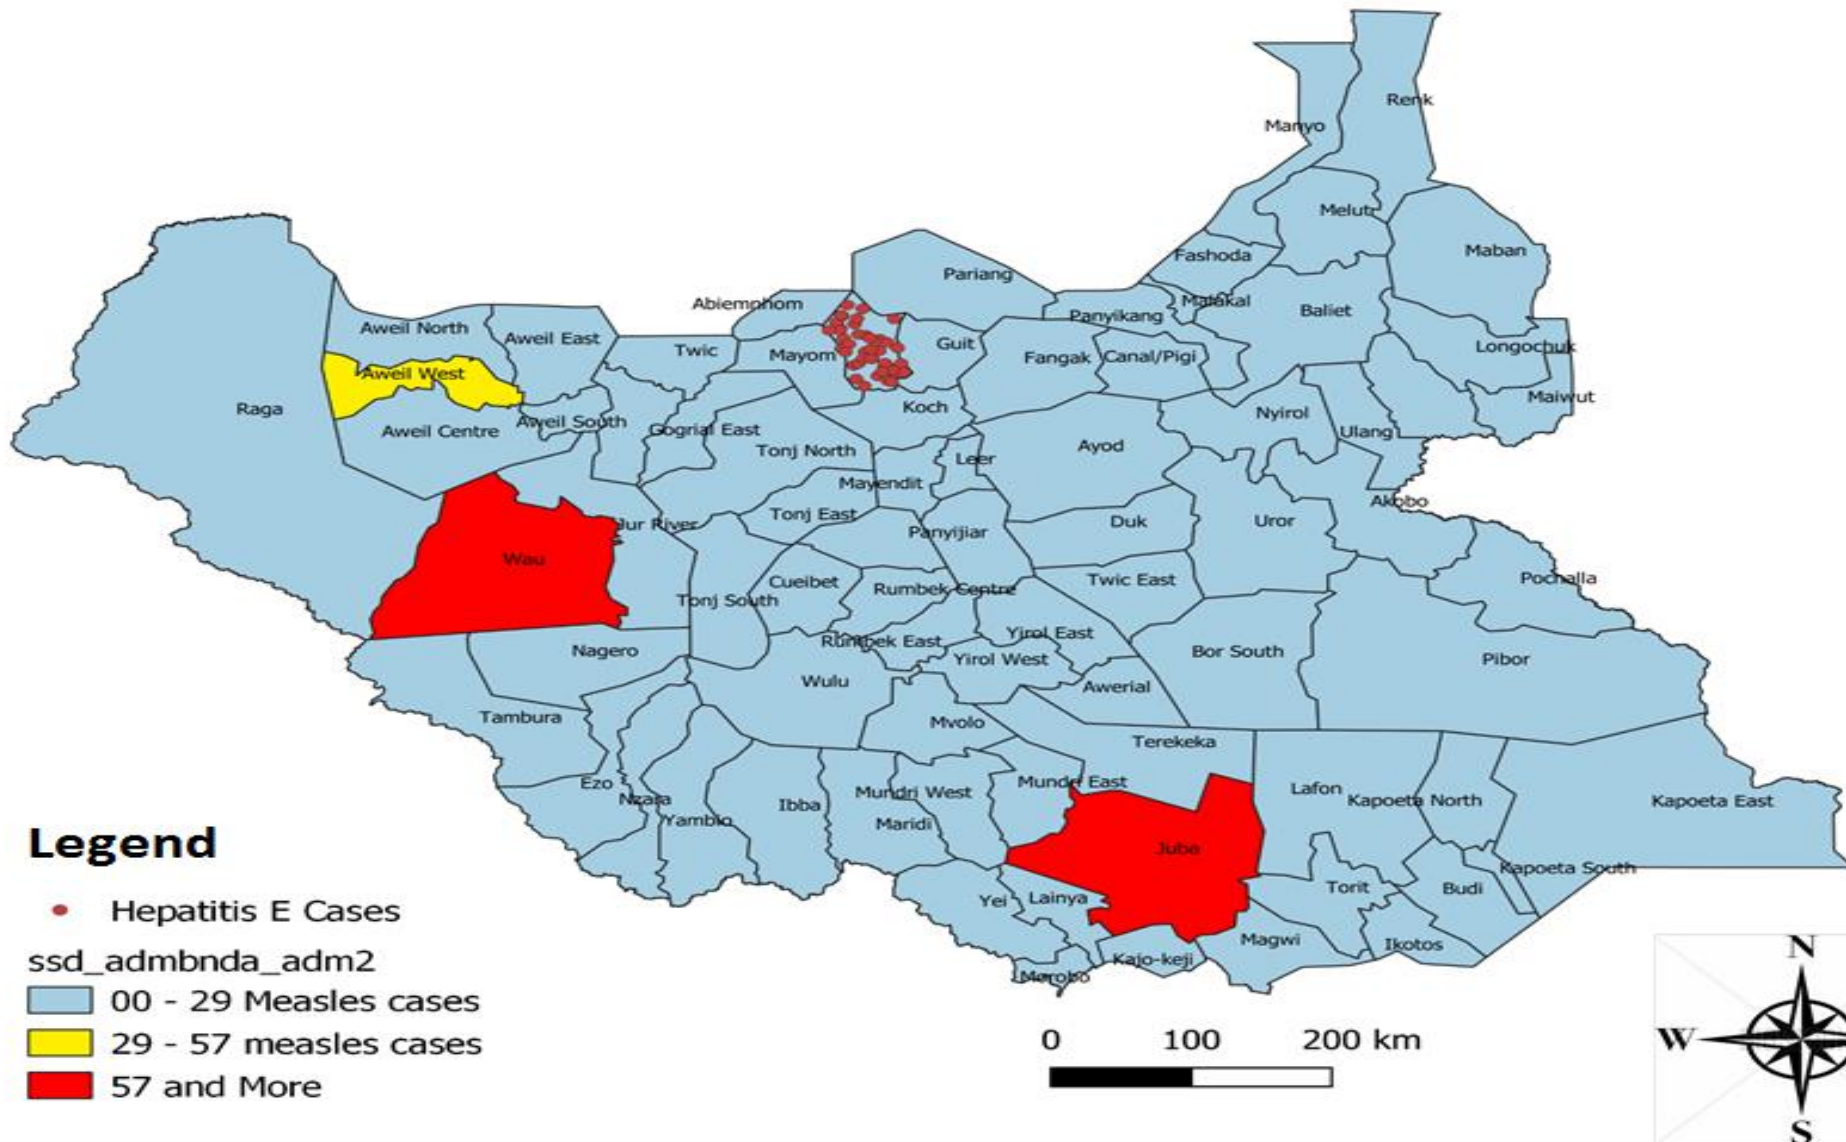 Renk
Manyo
Melut
Maban
Fashoda
Pariang
Abiemnhom
Malakal
Baliet
Panyikang
Aweil North
Aweil East
Twic
Mayom
Guit
Fangak
Canal/Pigi
Longochuk
Aweil West
Maiwut
Raga
Koch
Nyirol
Aweil Centre
Aweil South
Gogrial East
Ulang
Tonj North
Ayod
Leer
Mayendit
Akobo
Tonj East
Jur River
Panyijiar
Duk
Uror
Wau
Cueibet
Rumbek Centre
Twic East
Pochalla
Tonj South
Yirol East
Rumbek East
Nagero
Yirol West
Bor South
Pibor
Wulu
Awerial
Tambura
Mvolo
Terekeka
Ezo
Nzara
Ibba
Mundri West
Mundri East
Lafon
Kapoeta North
Kapoeta East
Yambio
Maridi
Juba
Kapoeta South
Yei
Lainya
Torit
Budi
Magwi
Ikotos
Kajo-keji
Morobo
Legend
Hepatitis E Cases
ssd_admbnda_adm2
00 - 29 Measles cases
29 - 57 measles cases
57 and More
0 100 200 km
N
W
S